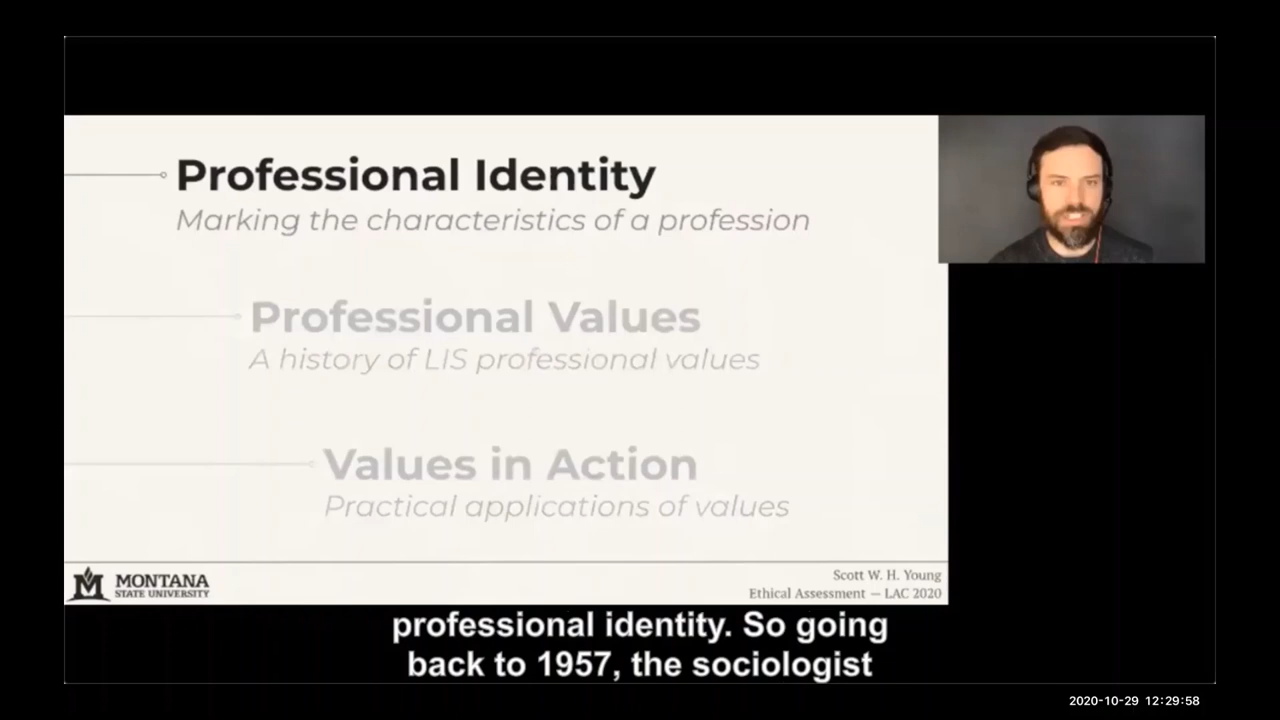 Professional Identity
Marking the characteristics of a profession
Professional Values
A history of LIS professional values
Values in Action
Practical applications of values
MONTANA
STATE UNIVERSITY
Scott W. H. Young
Ethical Assessment — LAC 2020
professional identity. So going
back to 1957, the sociologist
2020-10-29 12:29:58